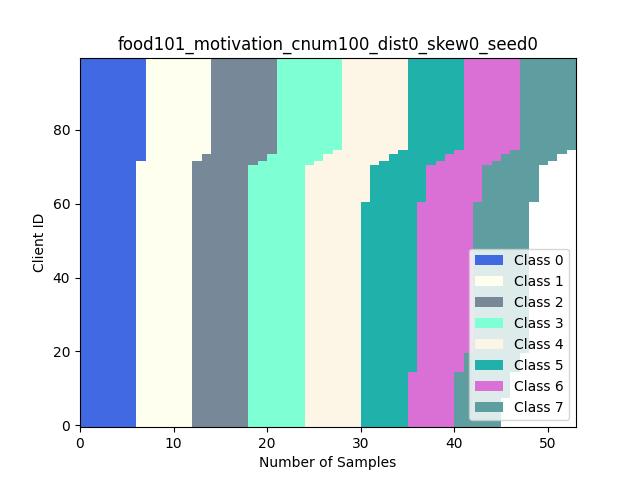 food101_motivation_cnum100_dist0_skew0_seed0
80
60
40
20
0
Client ID
0 10 20 30 40 50
Number of Samples
Class 0
Class 1
Class 2
Class 3
Class 4
Class 5
Class 6
Class 7